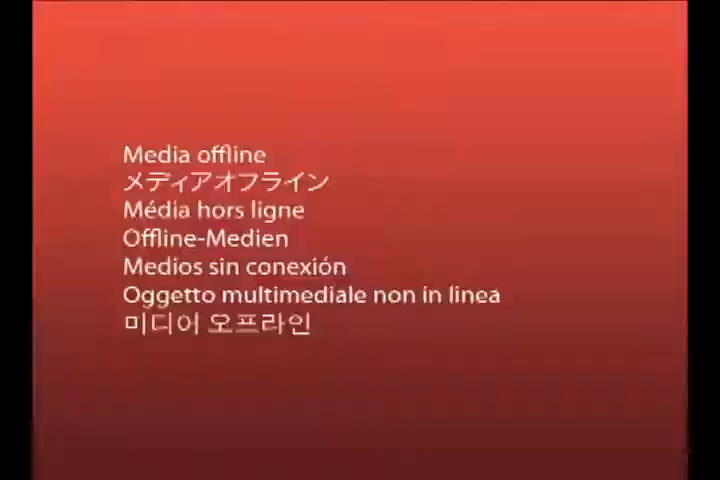 Media offline
メディアオフライン
Média hors ligne
Offline-Medien
Medios sin conexión
Oggetto multimediale non in linea
미디어 오프라인